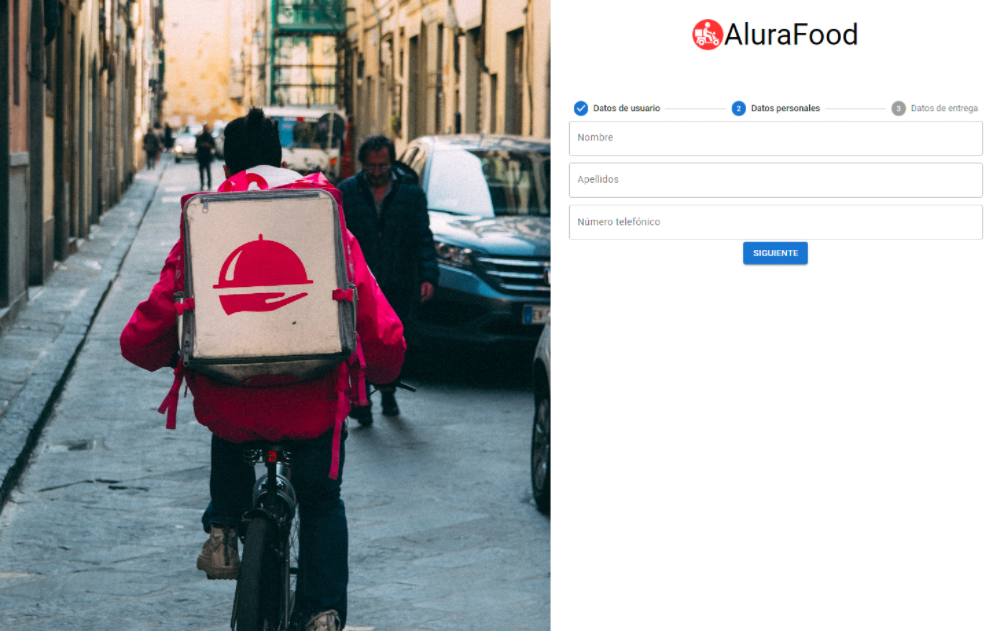 AluraFood
Datos de usuario 2 Datos personales 3 Datos de entrega
Nombre
Apellidos
Número telefónico
SIGUIENTE